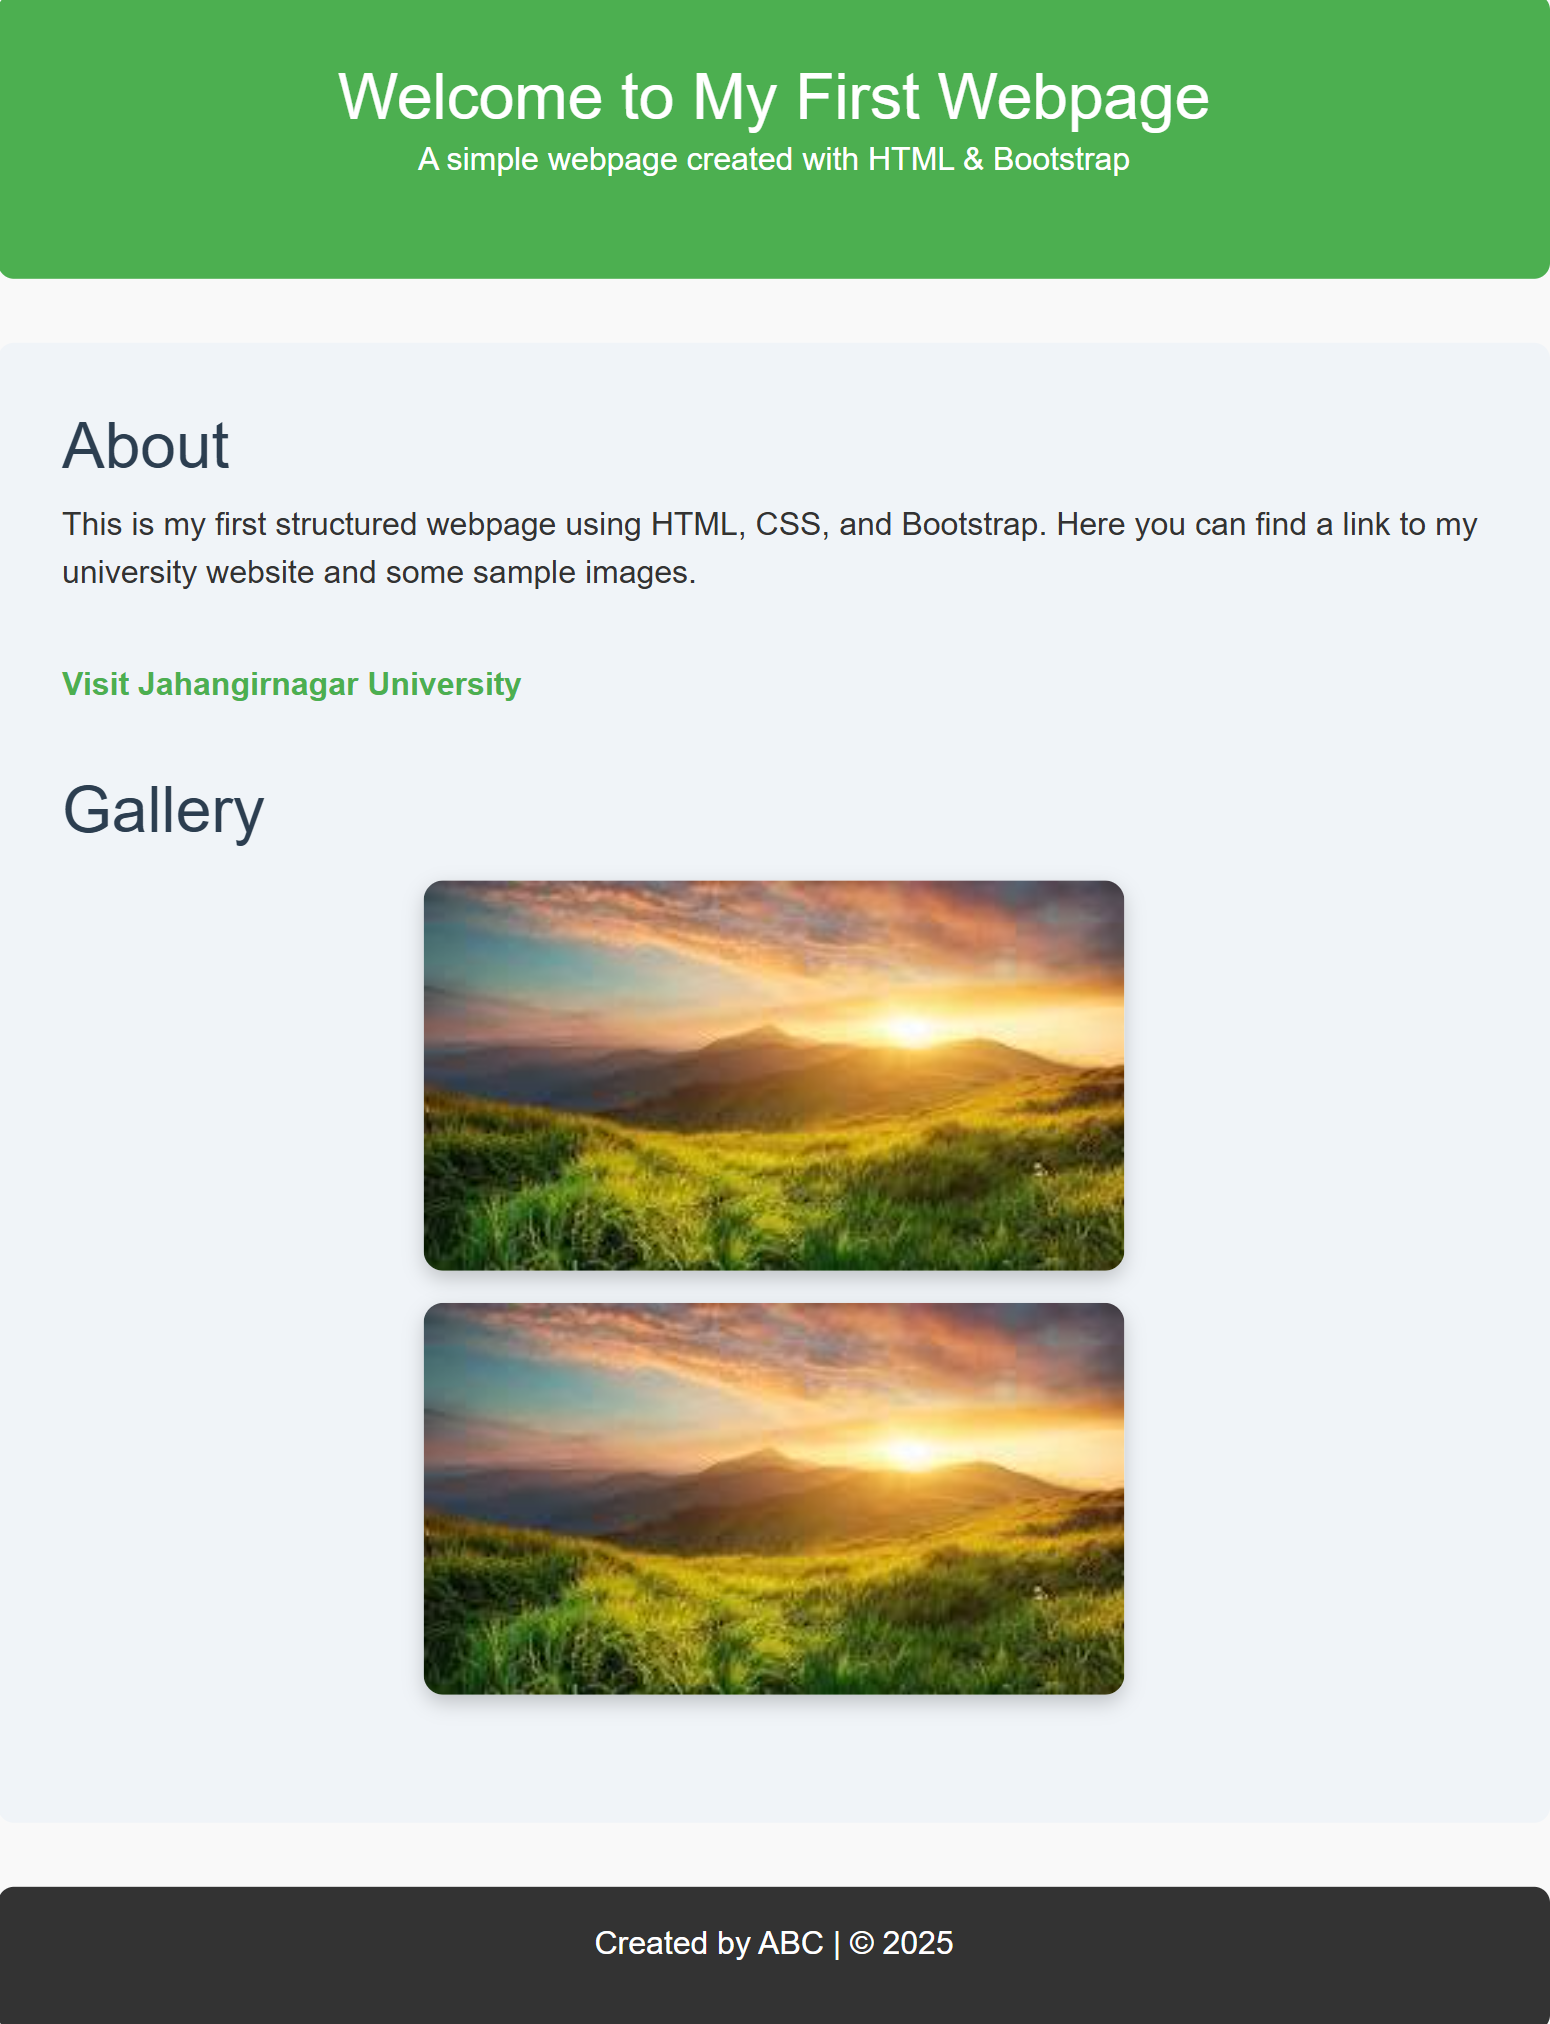 Welcome to My First Webpage
A simple webpage created with HTML & Bootstrap
About
This is my first structured webpage using HTML, CSS, and Bootstrap. Here you can find a link to my
university website and some sample images.
Visit Jahangirnagar University
Gallery
Created by ABC | © 2025